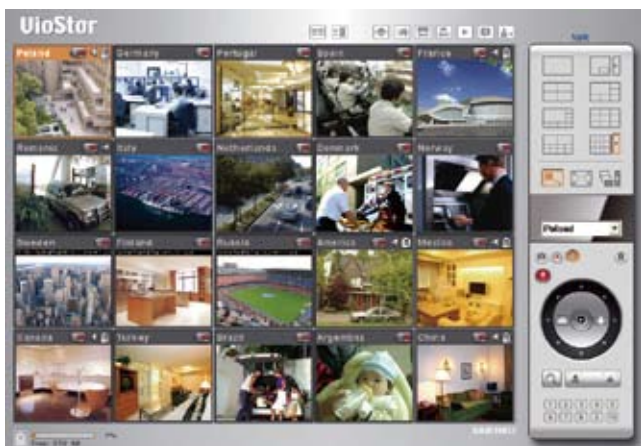 VioStor
Poland Germany Portugal Spain France
Romania Italy Netherlands Denmark Norway
Sweden Finland Russia America Mexico
Canada Turkey Brazil Argentina China
Poland